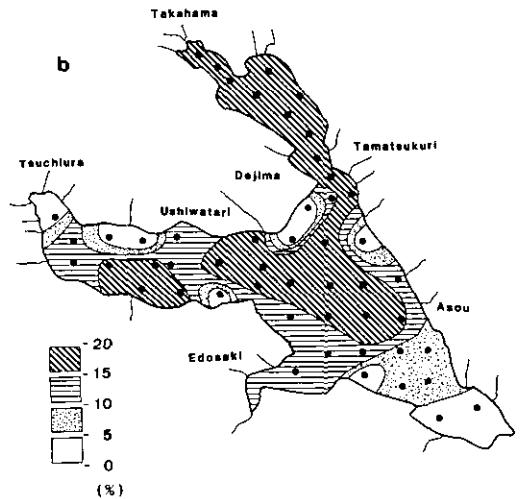 Takahama
b
Tamatsukuri
Dejima
Tsuchiura
Ushiwatari
Asou
Edosaki
20
15
10
5
0
(%)